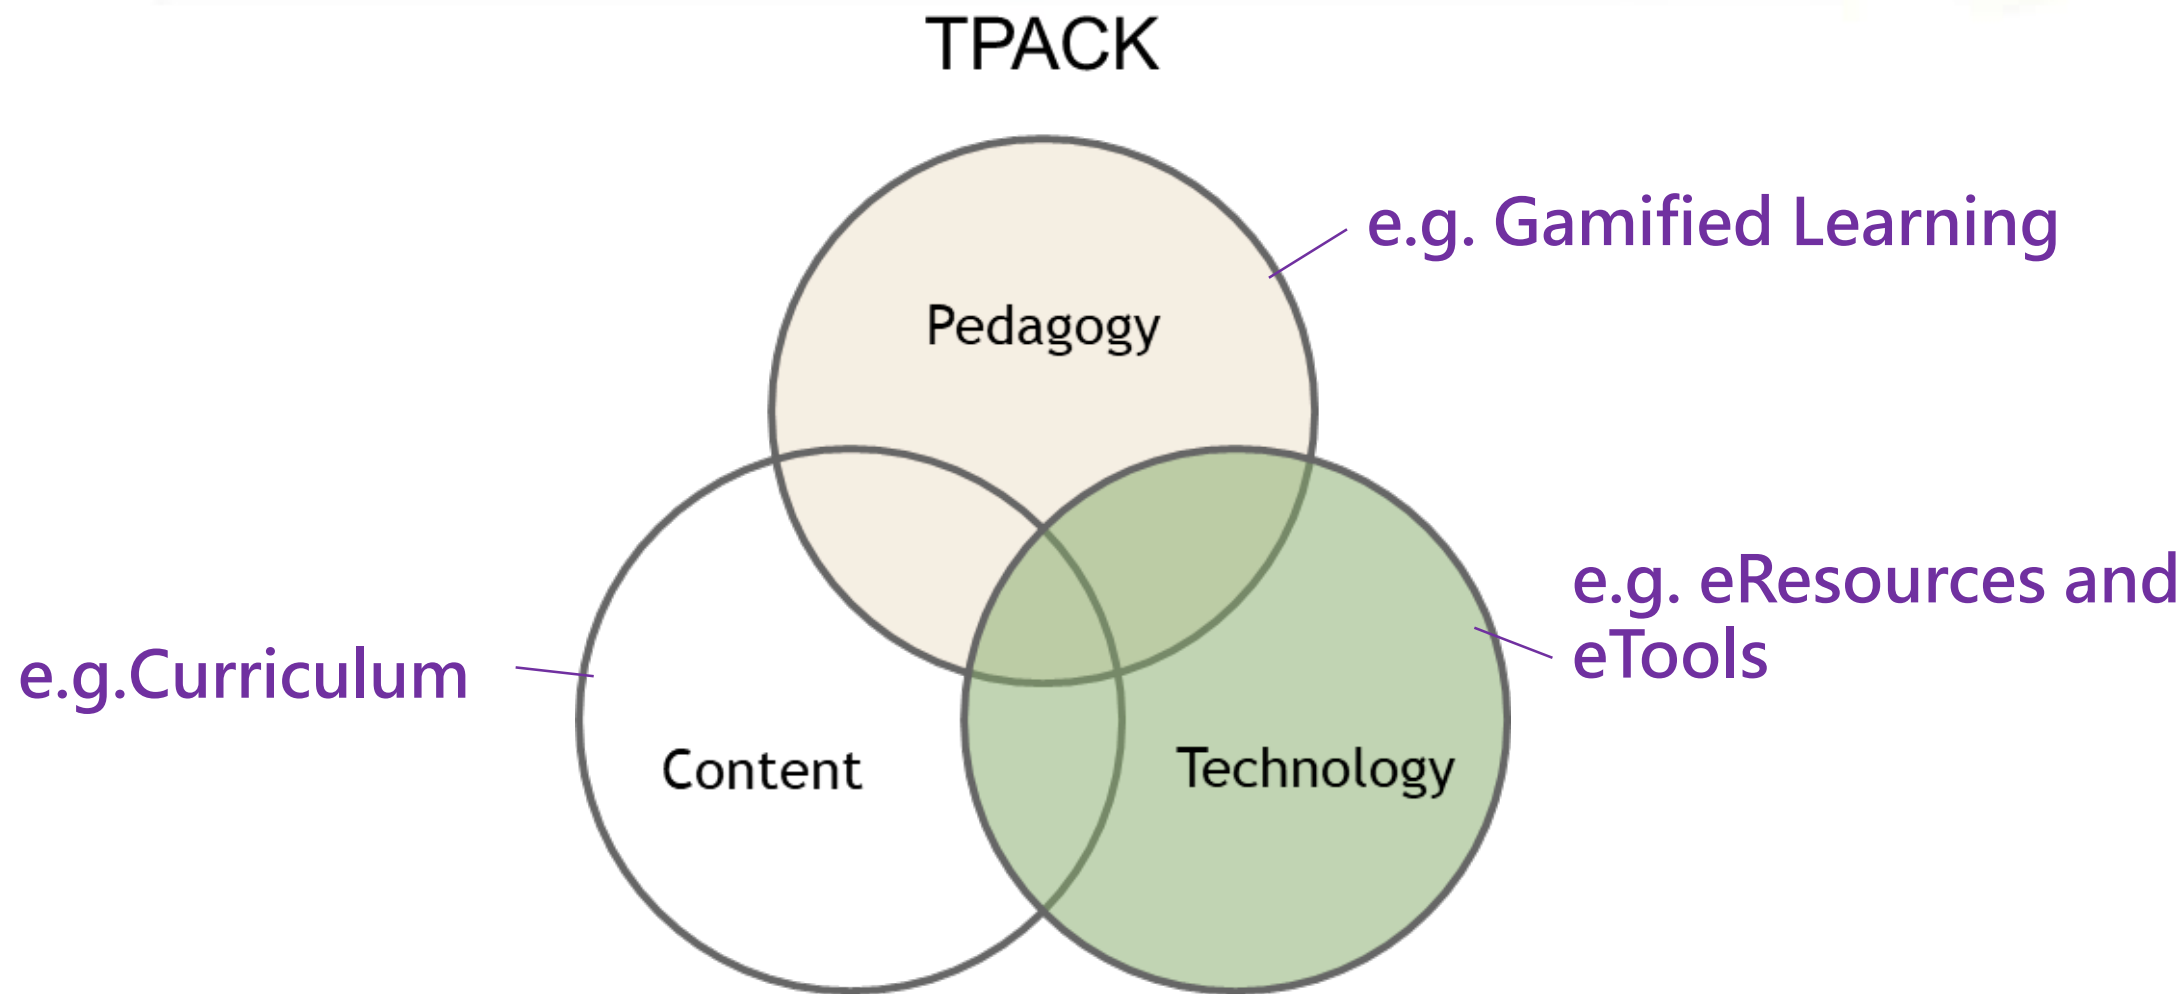 TPACK
e.g. Gamified Learning
Pedagogy
e.g. eResources and
eTools
e.g.Curriculum
Content
Technology